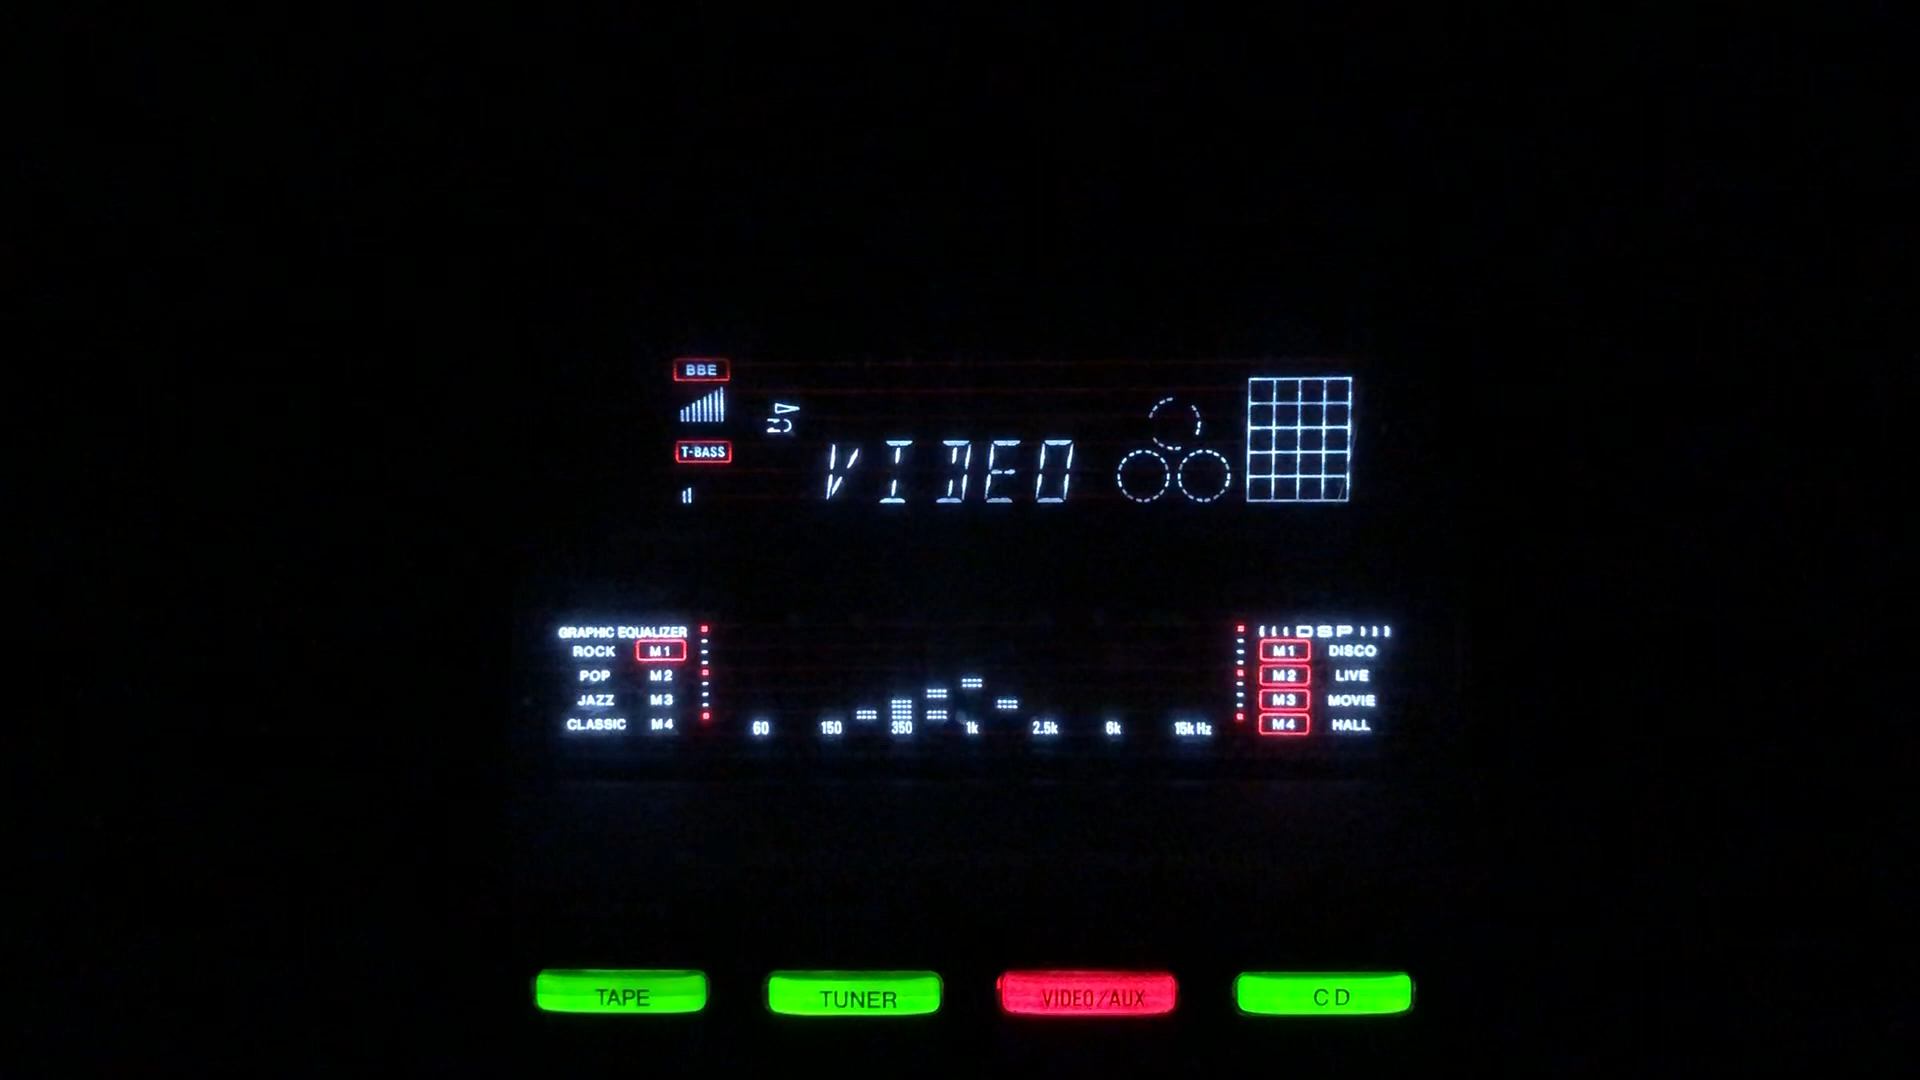 BBE
T-BASS
VIDEO
GRAPHIC EQUALIZER
ROCK M1
POP M2
JAZZ M3
CLASSIC M4
60 150 350 1k 2.5k 6k 15k Hz
DSP
M1 DISCO
M2 LIVE
M3 MOVIE
M4 HALL
TAPE TUNER VIDEO/AUX CD